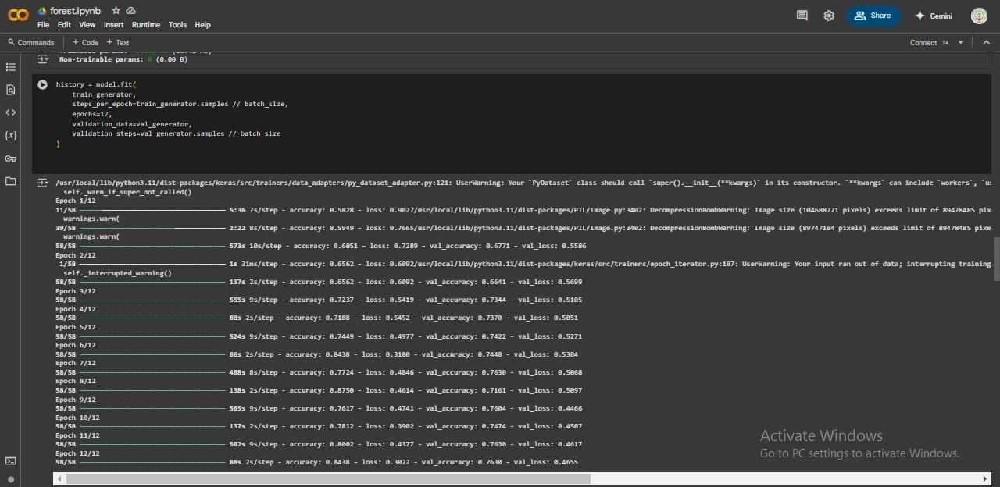 forest.ipynb
File Edit View Insert Runtime Tools Help
Share
Gemini
Commands + Code + Text
Connect T4
Non-trainable params: 0 (0.00 B)
history = model.fit(
train_generator,
steps_per_epoch=train_generator.samples // batch_size,
epochs=12,
validation_data=val_generator,
validation_steps=val_generator.samples // batch_size
)
/usr/local/lib/python3.11/dist-packages/keras/src/trainers/data_adapters/py_dataset_adapter.py:121: UserWarning: Your `PyDataset` class should call `super().__init__(**kwargs)` in its constructor. `**kwargs` can include `workers`, `us
self._warn_if_super_not_called()
Epoch 1/12
11/58 5:36 7s/step - accuracy: 0.5828 - loss: 0.9027/usr/local/lib/python3.11/dist-packages/PIL/Image.py:3402: DecompressionBombWarning: Image size (104688771 pixels) exceeds limit of 89478485 pix
warnings.warn(
39/58 2:22 8s/step - accuracy: 0.5949 - loss: 0.7665/usr/local/lib/python3.11/dist-packages/PIL/Image.py:3402: DecompressionBombWarning: Image size (89747104 pixels) exceeds limit of 89478485 pixe
warnings.warn(
58/58 573s 10s/step - accuracy: 0.6051 - loss: 0.7289 - val_accuracy: 0.6771 - val_loss: 0.5586
Epoch 2/12
1/58 1s 31ms/step - accuracy: 0.6562 - loss: 0.6092/usr/local/lib/python3.11/dist-packages/keras/src/trainers/epoch_iterator.py:107: UserWarning: Your input ran out of data; interrupting training
self._interrupted_warning()
58/58 137s 2s/step - accuracy: 0.6562 - loss: 0.6092 - val_accuracy: 0.6641 - val_loss: 0.5699
Epoch 3/12
58/58 555s 9s/step - accuracy: 0.7237 - loss: 0.5419 - val_accuracy: 0.7344 - val_loss: 0.5105
Epoch 4/12
58/58 88s 2s/step - accuracy: 0.7188 - loss: 0.5452 - val_accuracy: 0.7370 - val_loss: 0.5051
Epoch 5/12
58/58 524s 9s/step - accuracy: 0.7449 - loss: 0.4977 - val_accuracy: 0.7422 - val_loss: 0.5271
Epoch 6/12
58/58 86s 2s/step - accuracy: 0.8438 - loss: 0.3180 - val_accuracy: 0.7448 - val_loss: 0.5384
Epoch 7/12
58/58 488s 8s/step - accuracy: 0.7724 - loss: 0.4846 - val_accuracy: 0.7630 - val_loss: 0.5068
Epoch 8/12
58/58 138s 2s/step - accuracy: 0.8750 - loss: 0.4614 - val_accuracy: 0.7161 - val_loss: 0.5097
Epoch 9/12
58/58 565s 9s/step - accuracy: 0.7617 - loss: 0.4741 - val_accuracy: 0.7604 - val_loss: 0.4466
Epoch 10/12
58/58 137s 2s/step - accuracy: 0.7812 - loss: 0.3902 - val_accuracy: 0.7474 - val_loss: 0.4507
Epoch 11/12
58/58 502s 9s/step - accuracy: 0.8002 - loss: 0.4377 - val_accuracy: 0.7630 - val_loss: 0.4617
Epoch 12/12
58/58 86s 2s/step - accuracy: 0.8438 - loss: 0.3022 - val_accuracy: 0.7630 - val_loss: 0.4655
Activate Windows
Go to PC settings to activate Windows.